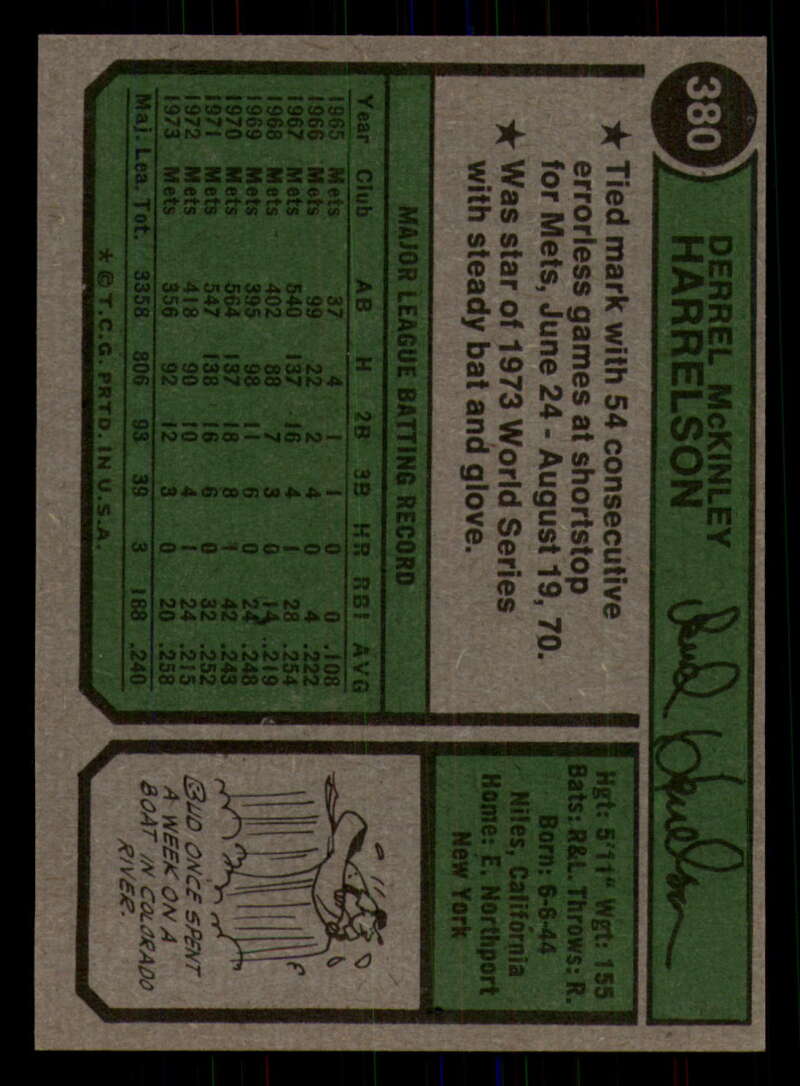 380
DERREL McKINLEY
HARRELSON
Bud Harrelson
★ Tied mark with 54 consecutive
errorless games at shortstop
for Mets, June 24 - August 19, 70.
★ Was star of 1973 World Series
with steady bat and glove.
MAJOR LEAGUE BATTING RECORD
Year Club AB H 2B 3B HR RBI AVG
1965 Mets 37 4 1 1 0 0 .108
1966 Mets 99 22 2 4 0 4 .222
1967 Mets 540 137 16 4 1 28 .254
1968 Mets 402 88 7 3 0 14 .219
1969 Mets 395 98 11 6 0 24 .248
1970 Mets 564 137 18 8 1 42 .243
1971 Mets 547 138 16 6 0 32 .252
1972 Mets 418 90 10 4 1 24 .215
1973 Mets 356 92 12 3 0 20 .258
Maj. Lea. Tot. 3358 806 93 39 3 188 .240
* © T.C.G. PRTD. IN U.S.A.
Hgt: 5'11" Wgt: 155
Bats: R&L Throws: R.
Born: 6-6-44
Niles, California
Home: E. Northport
New York
BUD ONCE SPENT
A WEEK ON A
BOAT IN COLORADO
RIVER.